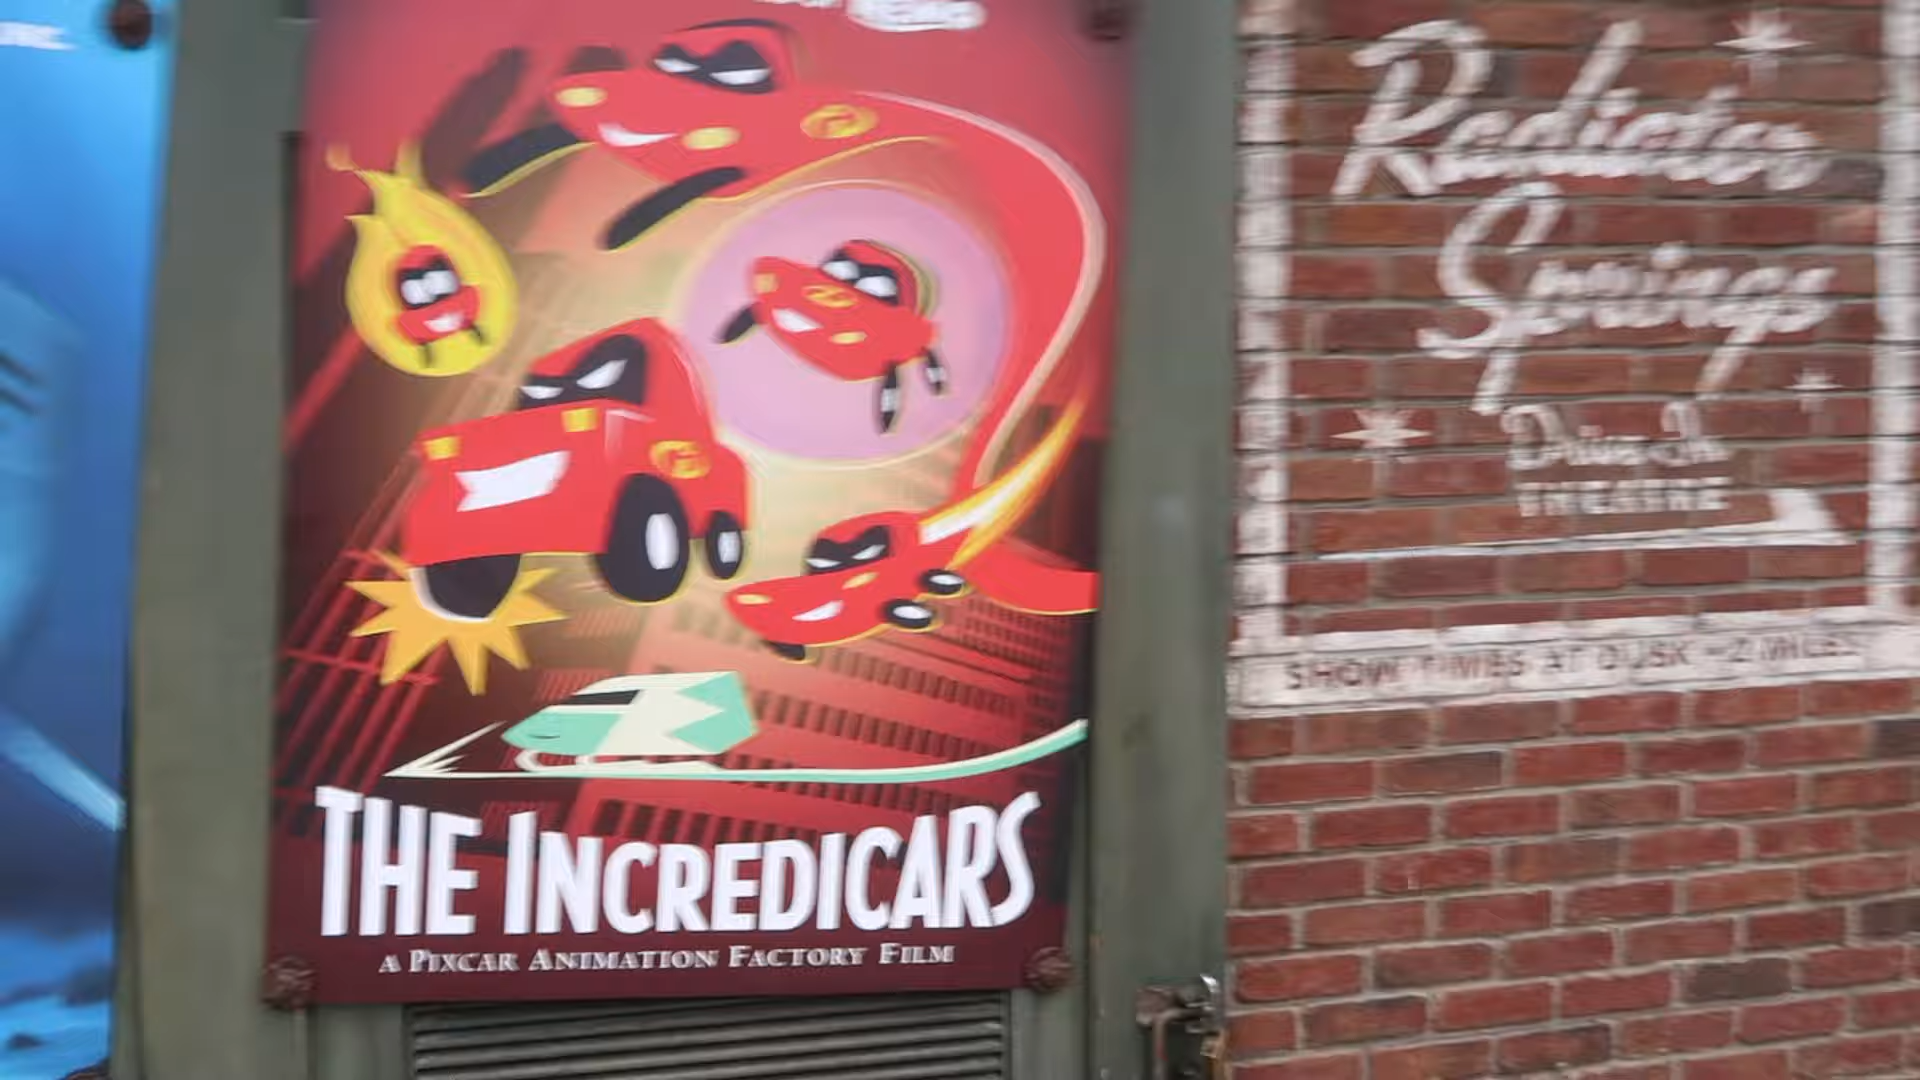 THE INCREDICARS
A PIXCAR ANIMATION FACTORY FILM
Radiator
Springs
Drive-In
THEATRE
SHOW TIMES AT DUSK - 2 MILES